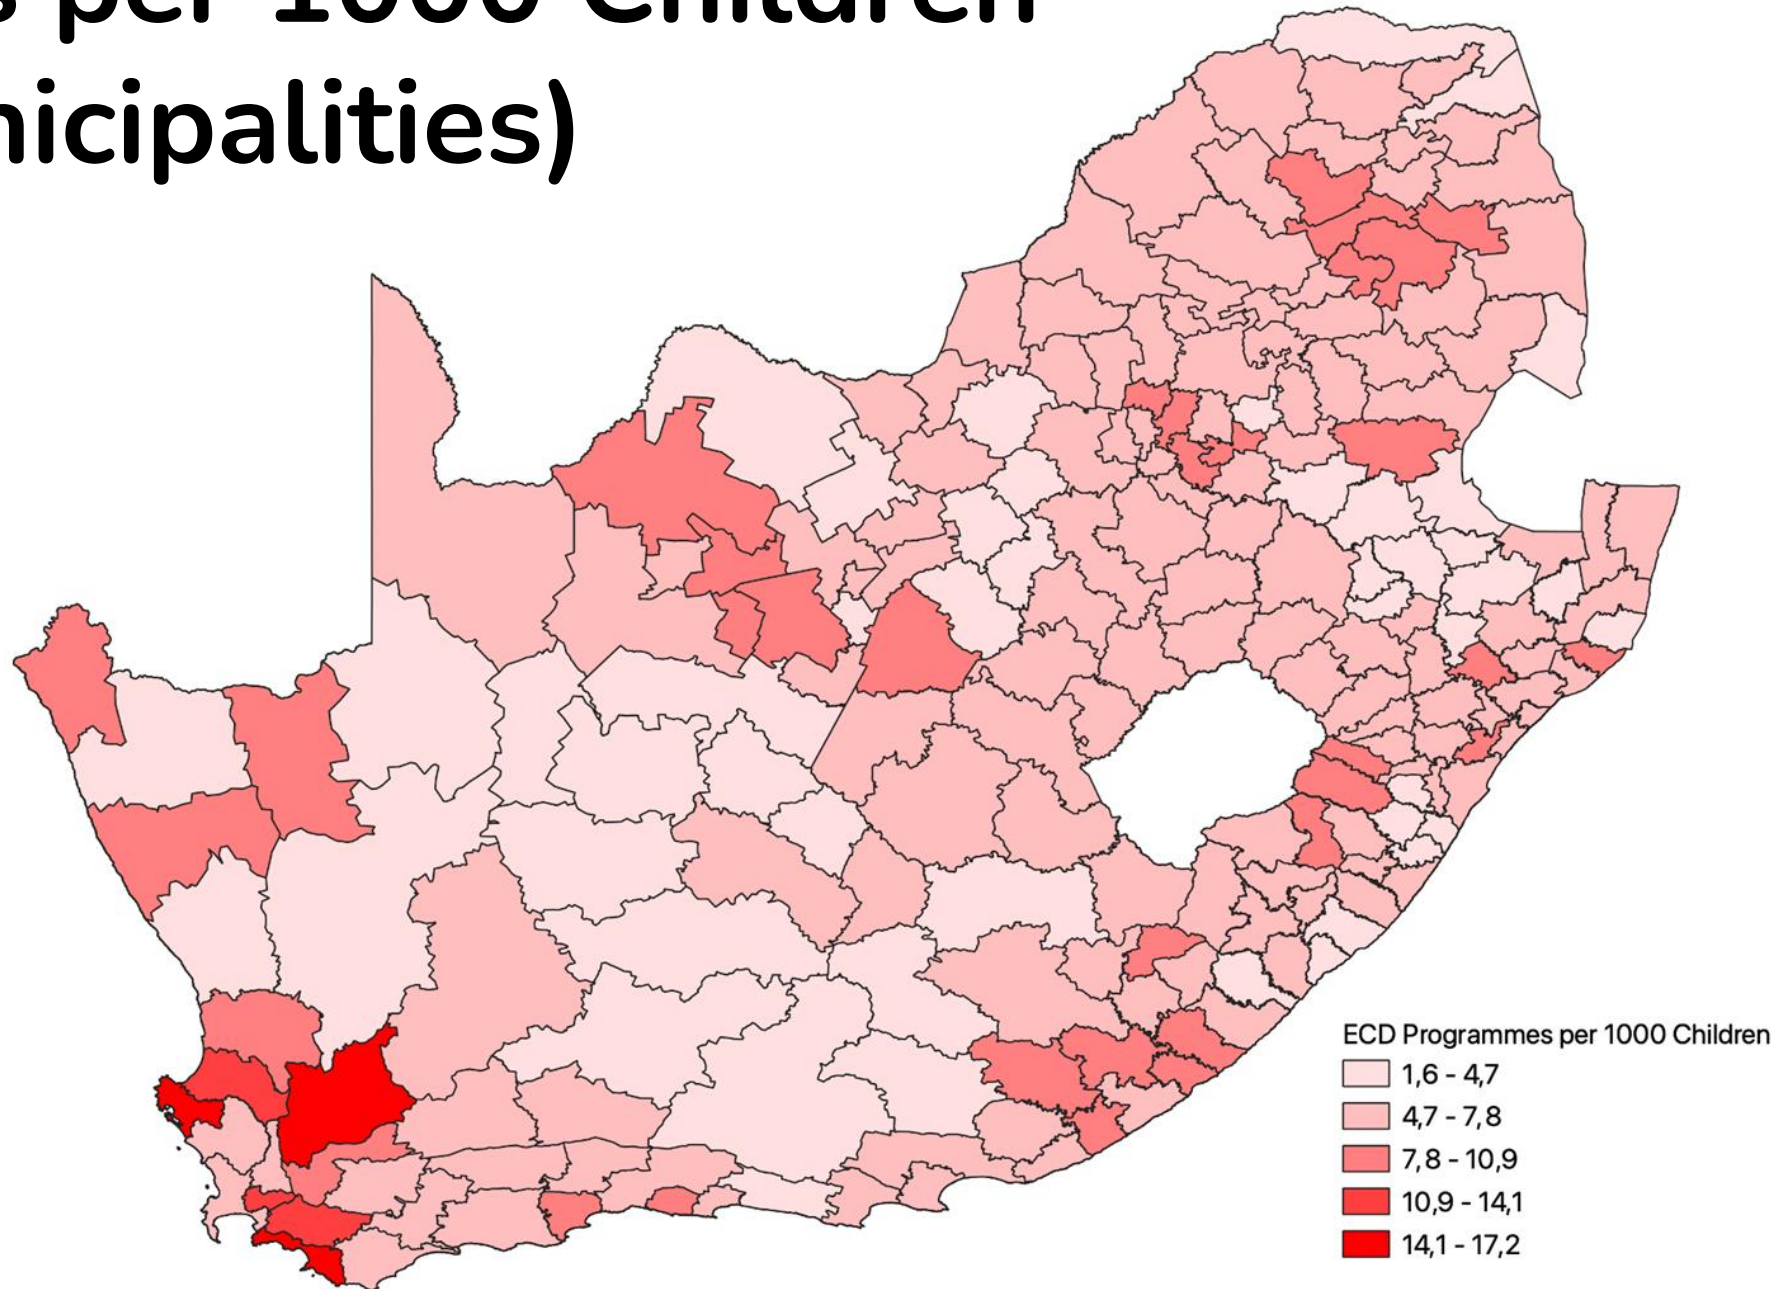 per 1000 Children
nicipalities)
ECD Programmes per 1000 Children
1,6 - 4,7
4,7 - 7,8
7,8 - 10,9
10,9 - 14,1
14,1 - 17,2